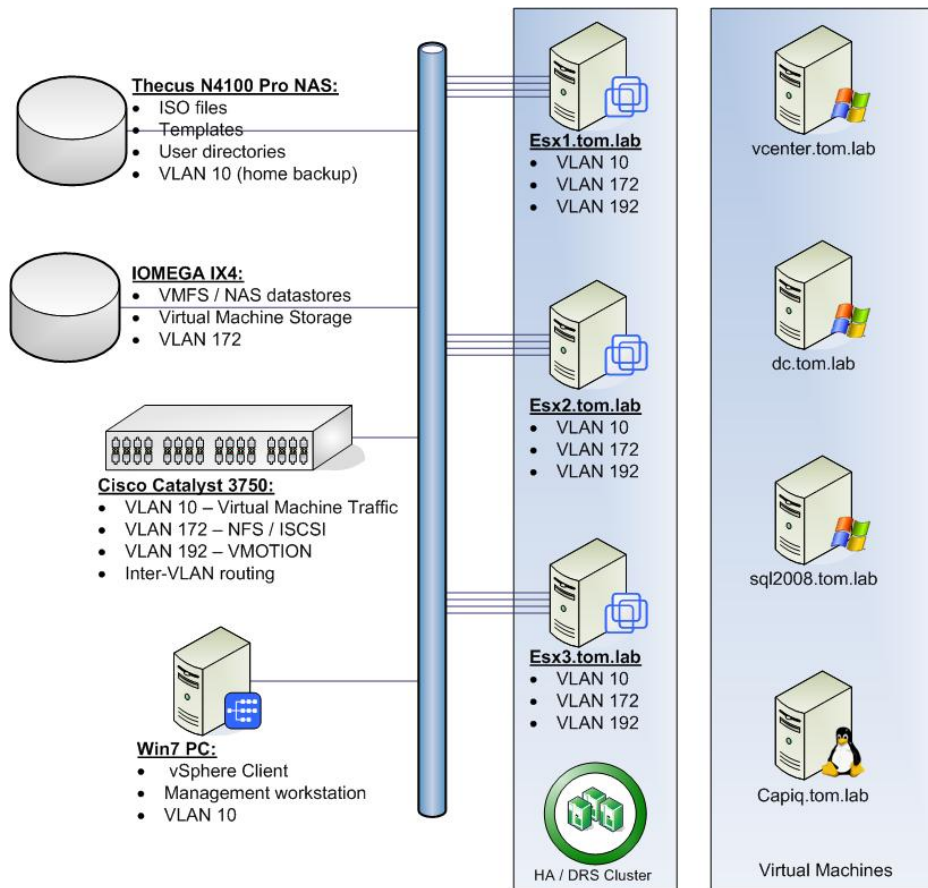 Thecus N4100 Pro NAS:
• ISO files
• Templates
• User directories
• VLAN 10 (home backup)
IOMEGA IX4:
• VMFS / NAS datastores
• Virtual Machine Storage
• VLAN 172
Cisco Catalyst 3750:
• VLAN 10 – Virtual Machine Traffic
• VLAN 172 – NFS / ISCSI
• VLAN 192 – VMOTION
• Inter-VLAN routing
Win7 PC:
• vSphere Client
• Management workstation
• VLAN 10
Esx1.tom.lab
• VLAN 10
• VLAN 172
• VLAN 192
Esx2.tom.lab
• VLAN 10
• VLAN 172
• VLAN 192
Esx3.tom.lab
• VLAN 10
• VLAN 172
• VLAN 192
HA / DRS Cluster
vcenter.tom.lab
dc.tom.lab
sql2008.tom.lab
Capiq.tom.lab
Virtual Machines